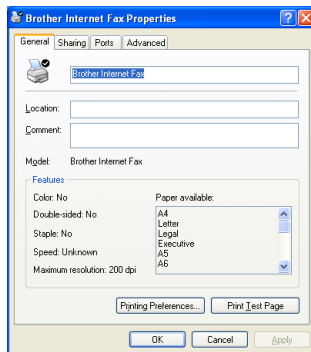 Brother Internet Fax Properties
General Sharing Ports Advanced
Brother Internet Fax
Location:
Comment:
Model: Brother Internet Fax
Features
Color: No
Double-sided: No
Staple: No
Speed: Unknown
Maximum resolution: 200 dpi
Paper available:
A4
Letter
Legal
Executive
A5
A6
Printing Preferences... Print Test Page
OK Cancel Apply